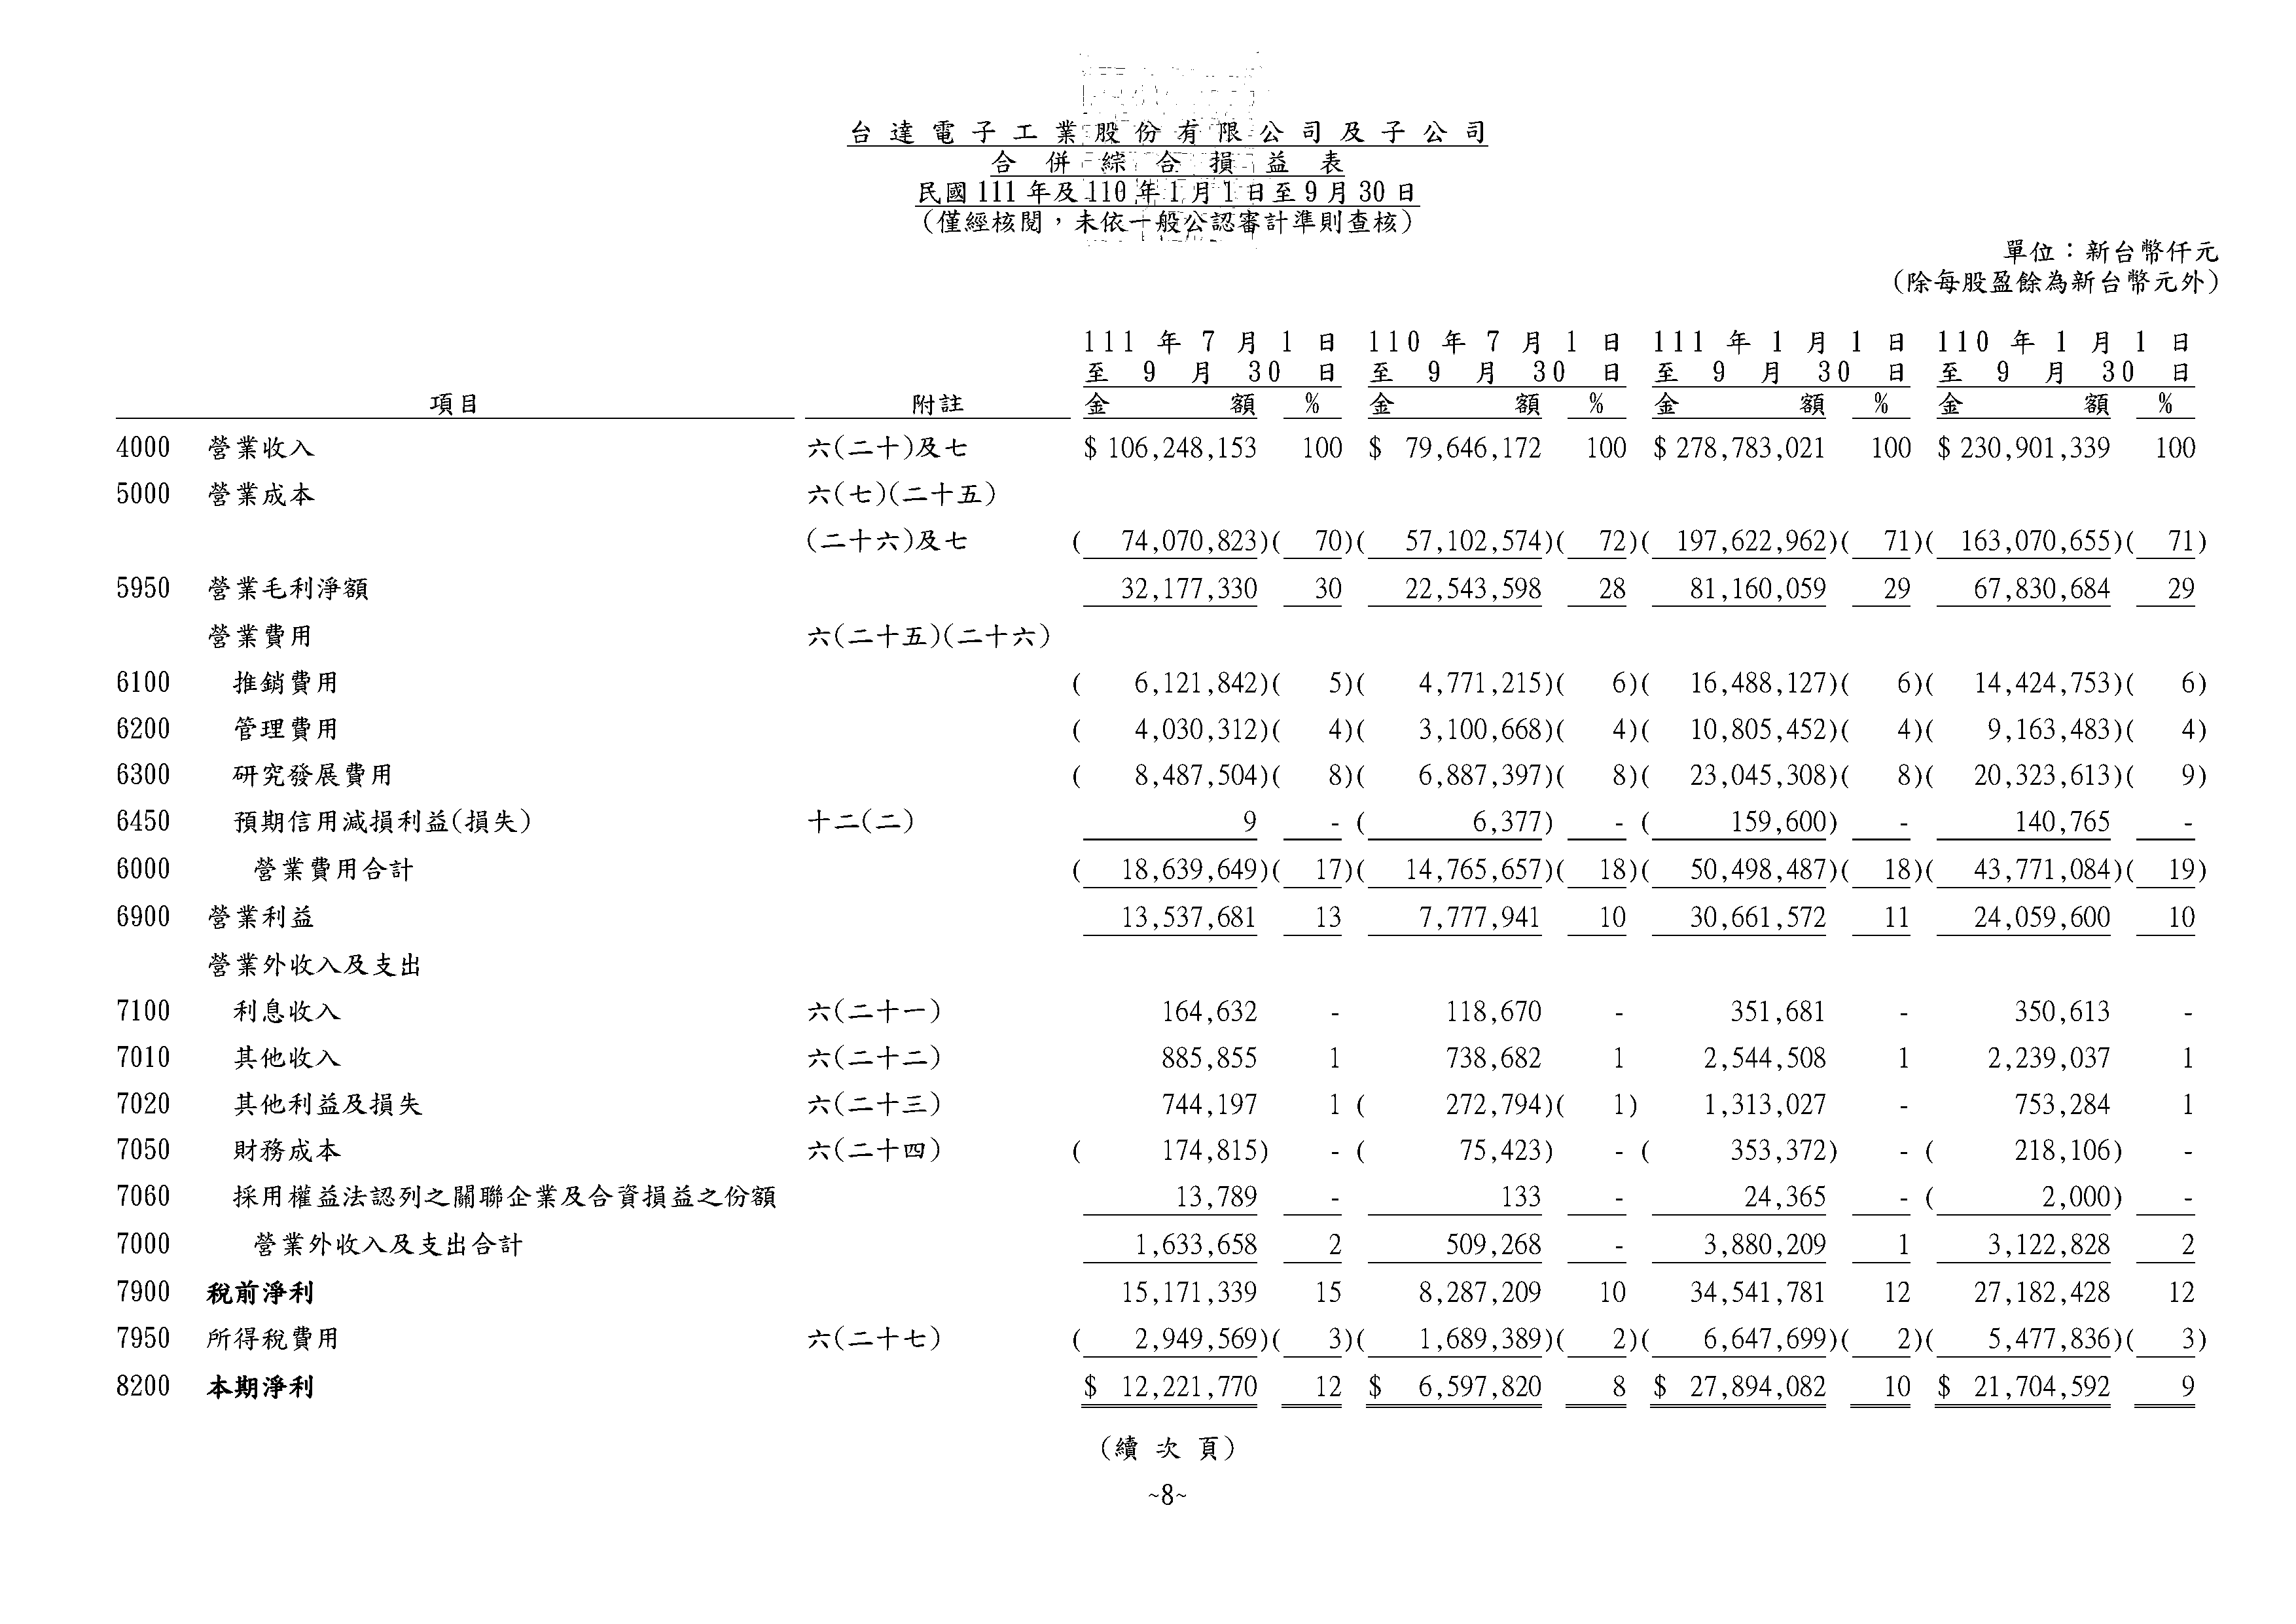 台達電子工業股份有限公司及子公司
合併綜合損益表
民國 111 年及 110 年 1 月 1 日至 9 月 30 日
(僅經核閱，未依一般公認審計準則查核)
單位：新台幣仟元
(除每股盈餘為新台幣元外)
111 年 7 月 1 日 110 年 7 月 1 日 111 年 1 月 1 日 110 年 1 月 1 日
至 9 月 30 日 至 9 月 30 日 至 9 月 30 日 至 9 月 30 日
項目 附註 金額 % 金額 % 金額 % 金額 %
4000 營業收入 六(二十)及七 $ 106,248,153 100 $ 79,646,172 100 $ 278,783,021 100 $ 230,901,339 100
5000 營業成本 六(七)(二十五)
(二十六)及七 ( 74,070,823)( 70)( 57,102,574)( 72)( 197,622,962)( 71)( 163,070,655)( 71)
5950 營業毛利淨額 32,177,330 30 22,543,598 28 81,160,059 29 67,830,684 29
營業費用 六(二十五)(二十六)
6100 推銷費用 ( 6,121,842)( 5)( 4,771,215)( 6)( 16,488,127)( 6)( 14,424,753)( 6)
6200 管理費用 ( 4,030,312)( 4)( 3,100,668)( 4)( 10,805,452)( 4)( 9,163,483)( 4)
6300 研究發展費用 ( 8,487,504)( 8)( 6,887,397)( 8)( 23,045,308)( 8)( 20,323,613)( 9)
6450 預期信用減損利益(損失) 十二(二) 9 - ( 6,377) - ( 159,600) - 140,765 -
6000 營業費用合計 ( 18,639,649)( 17)( 14,765,657)( 18)( 50,498,487)( 18)( 43,771,084)( 19)
6900 營業利益 13,537,681 13 7,777,941 10 30,661,572 11 24,059,600 10
營業外收入及支出
7100 利息收入 六(二十一) 164,632 - 118,670 - 351,681 - 350,613 -
7010 其他收入 六(二十二) 885,855 1 738,682 1 2,544,508 1 2,239,037 1
7020 其他利益及損失 六(二十三) 744,197 1 ( 272,794)( 1) 1,313,027 - 753,284 1
7050 財務成本 六(二十四) ( 174,815) - ( 75,423) - ( 353,372) - ( 218,106) -
7060 採用權益法認列之關聯企業及合資損益之份額 13,789 - 133 - 24,365 - ( 2,000) -
7000 營業外收入及支出合計 1,633,658 2 509,268 - 3,880,209 1 3,122,828 2
7900 稅前淨利 15,171,339 15 8,287,209 10 34,541,781 12 27,182,428 12
7950 所得稅費用 六(二十七) ( 2,949,569)( 3)( 1,689,389)( 2)( 6,647,699)( 2)( 5,477,836)( 3)
8200 本期淨利 $ 12,221,770 12 $ 6,597,820 8 $ 27,894,082 10 $ 21,704,592 9
(續次頁)
~8~